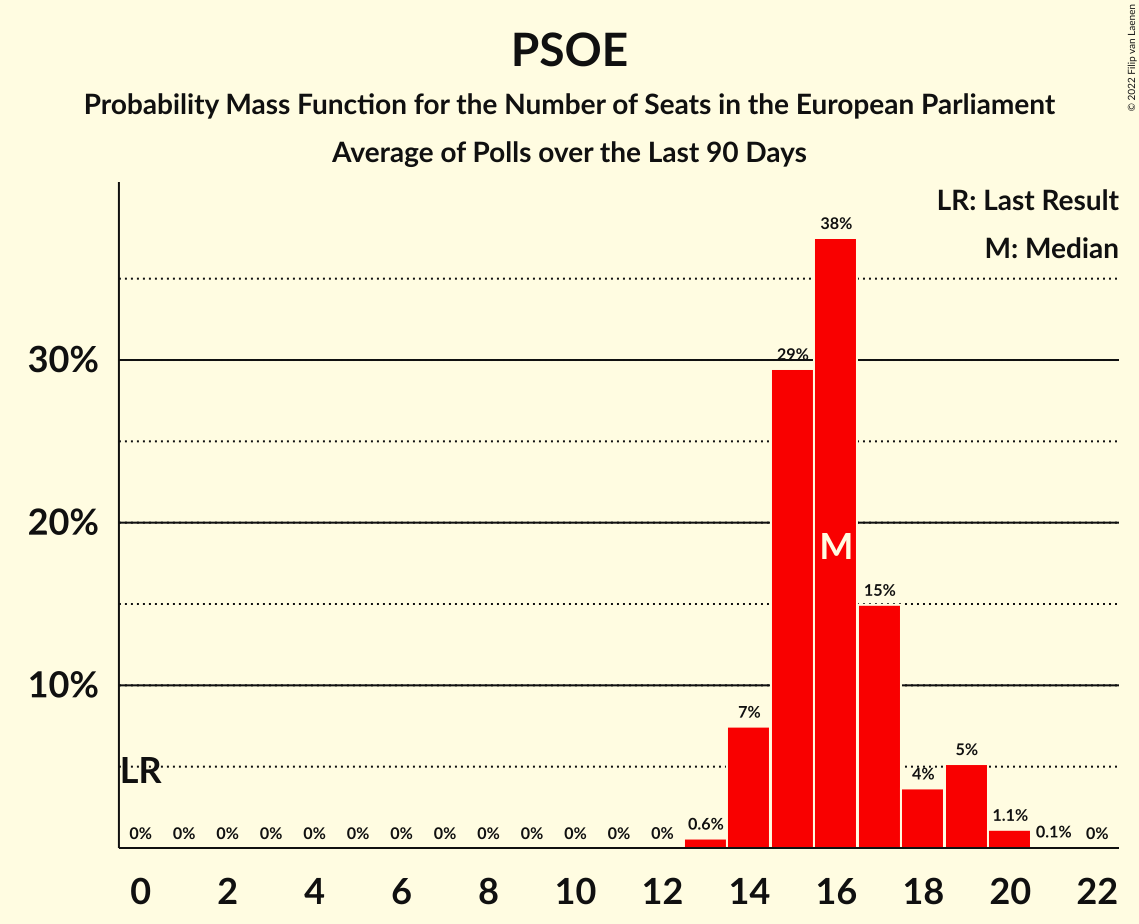 PSOE
Probability Mass Function for the Number of Seats in the European Parliament
Average of Polls over the Last 90 Days
© 2022 Filip van Laenen
LR: Last Result
M: Median
38%
30%
29%
20%
M
15%
10%
7%
5%
LR
4%
0% 0% 0% 0% 0% 0% 0% 0% 0% 0% 0% 0% 0% 0.6% 1.1% 0.1% 0%
0 2 4 6 8 10 12 14 16 18 20 22